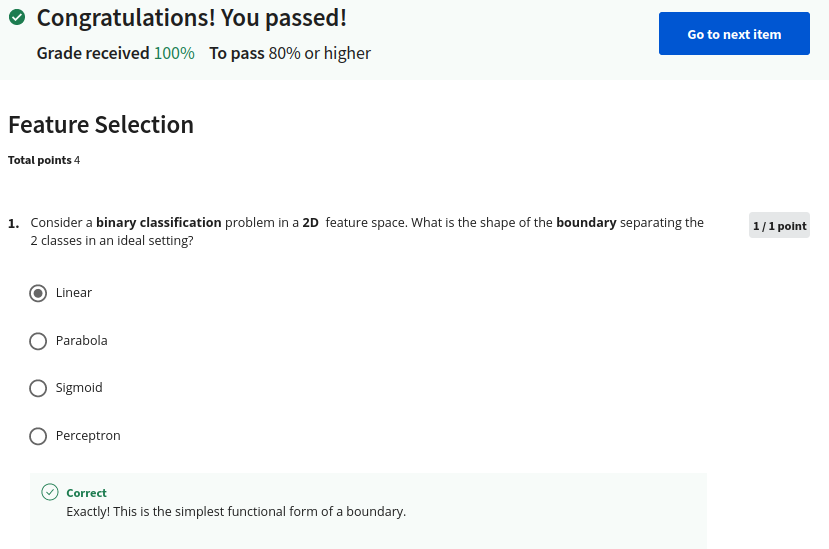 Congratulations! You passed!
Grade received 100% To pass 80% or higher
Go to next item
Feature Selection
Total points 4
1. Consider a binary classification problem in a 2D feature space. What is the shape of the boundary separating the
2 classes in an ideal setting?
1 / 1 point
Linear
Parabola
Sigmoid
Perceptron
Correct
Exactly! This is the simplest functional form of a boundary.